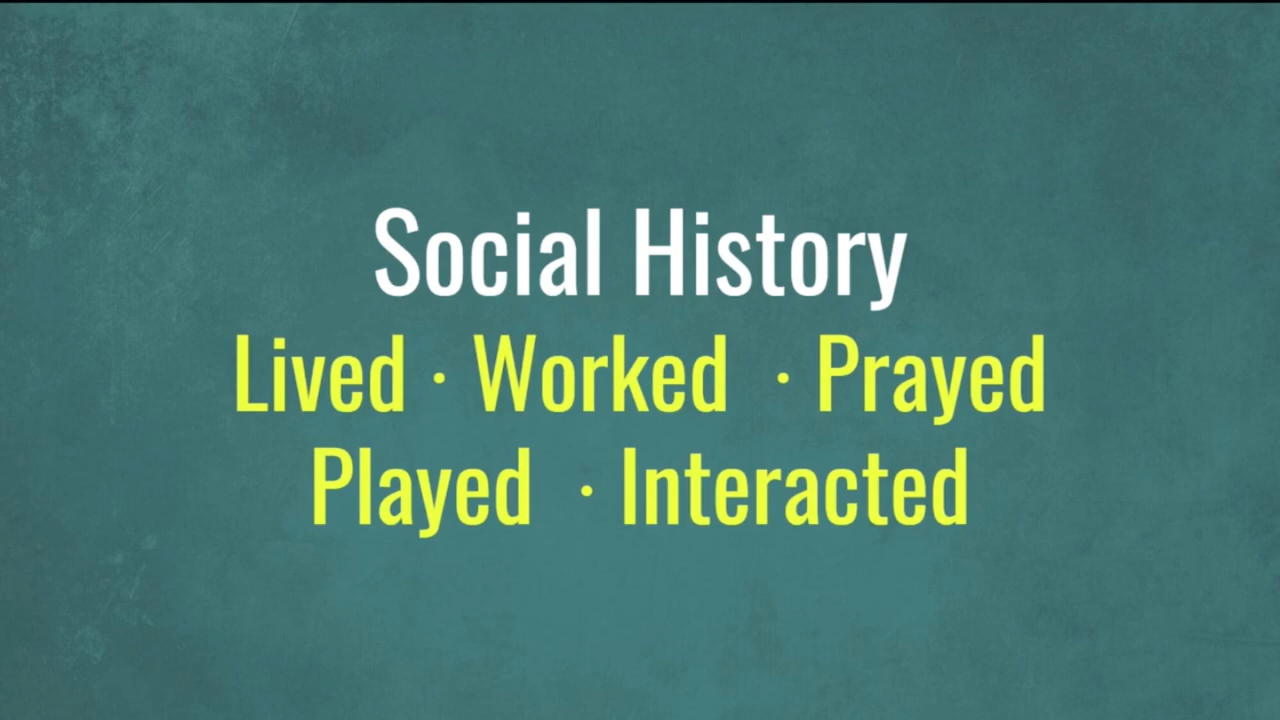 Social History
Lived · Worked · Prayed
Played · Interacted